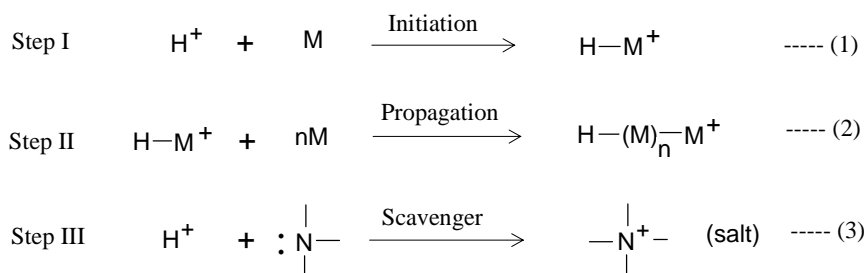 Step I H+ + M Initiation H—M+ ----- (1)
Step II H—M+ + nM Propagation H—(M)n—M+ ----- (2)
Step III H+ + :N— Scavenger —N+— (salt) ----- (3)